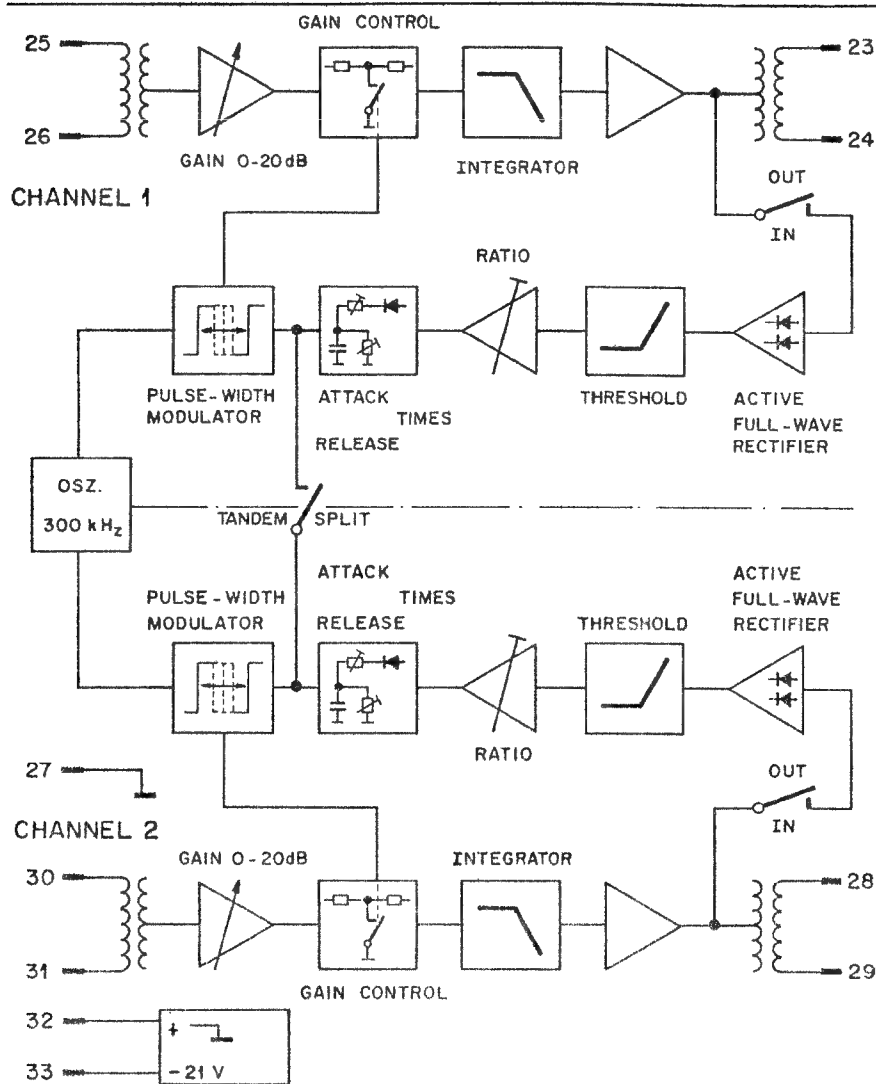 GAIN CONTROL
25
23
26
24
GAIN 0-20dB
INTEGRATOR
OUT
CHANNEL 1
IN
RATIO
PULSE-WIDTH
MODULATOR
ATTACK
TIMES
RELEASE
THRESHOLD
ACTIVE
FULL-WAVE
RECTIFIER
OSZ.
300 kHz
TANDEM
SPLIT
ATTACK
TIMES
RELEASE
PULSE-WIDTH
MODULATOR
THRESHOLD
ACTIVE
FULL-WAVE
RECTIFIER
RATIO
27
OUT
IN
CHANNEL 2
GAIN 0-20dB
INTEGRATOR
30
28
31
29
GAIN CONTROL
32
+
33
-21 V